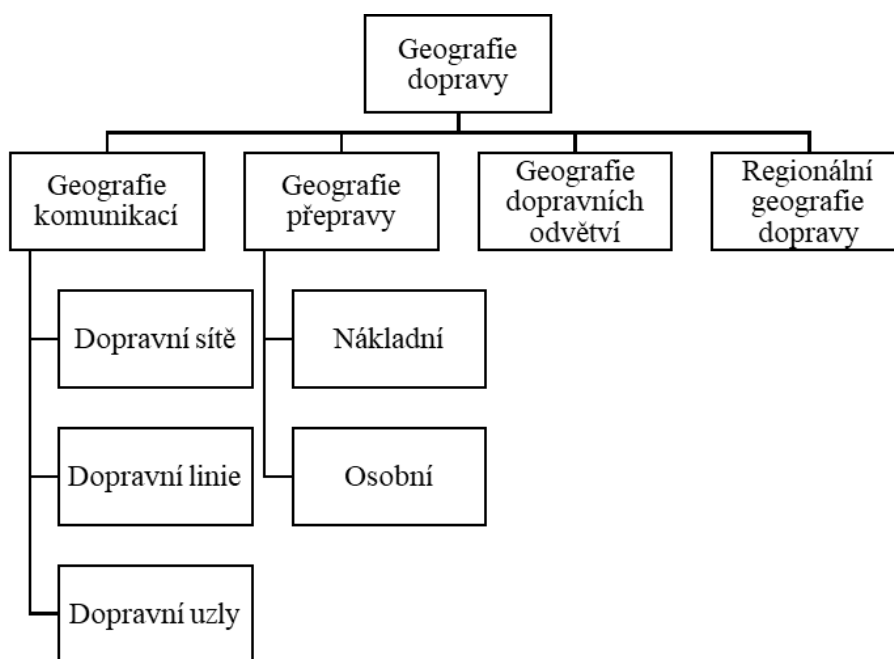 Geografie
dopravy
Geografie
komunikací
Geografie
přepravy
Geografie
dopravních
odvětví
Regionální
geografie
dopravy
Dopravní sítě
Nákladní
Dopravní linie
Osobní
Dopravní uzly